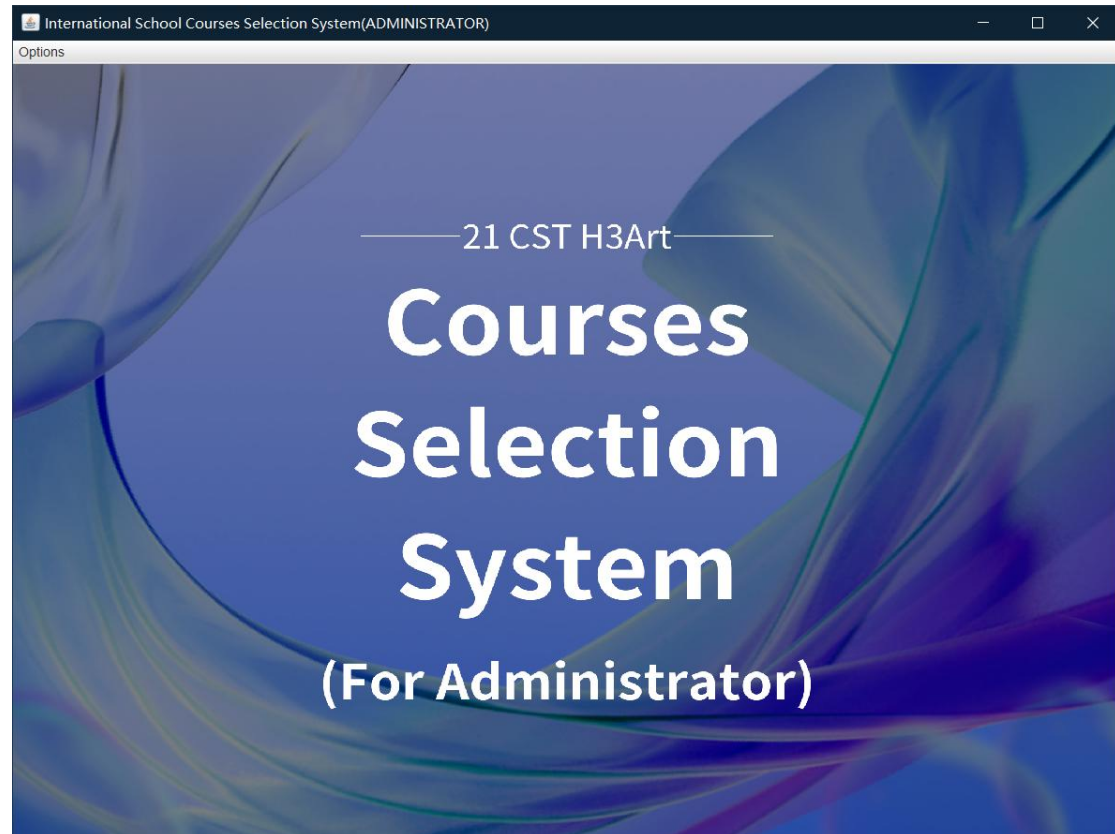 International School Courses Selection System(ADMINISTRATOR)
Options
21 CST H3Art
Courses
Selection
System
(For Administrator)